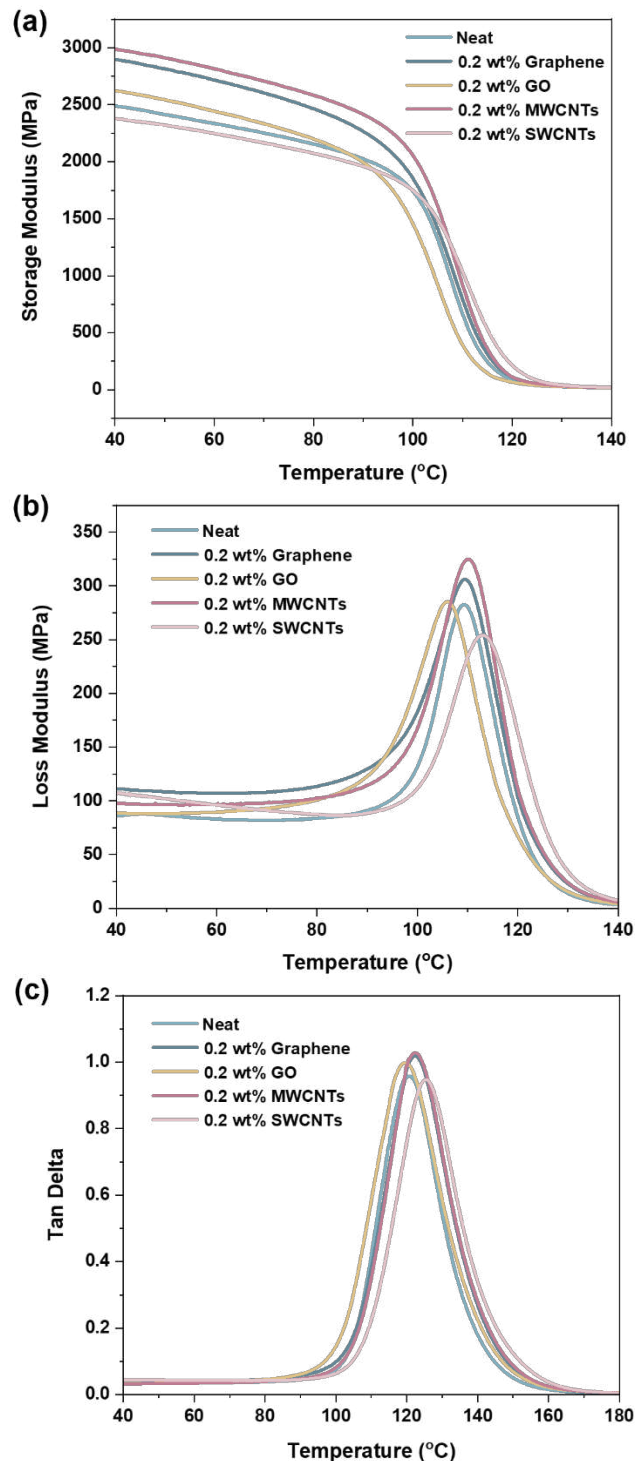 (a)
Storage Modulus (MPa)
3000
2500
2000
1500
1000
500
0
Neat
0.2 wt% Graphene
0.2 wt% GO
0.2 wt% MWCNTs
0.2 wt% SWCNTs
40 60 80 100 120 140
Temperature (°C)
(b)
Loss Modulus (MPa)
350
300
250
200
150
100
50
0
Neat
0.2 wt% Graphene
0.2 wt% GO
0.2 wt% MWCNTs
0.2 wt% SWCNTs
40 60 80 100 120 140
Temperature (°C)
(c)
Tan Delta
1.2
1.0
0.8
0.6
0.4
0.2
0.0
Neat
0.2 wt% Graphene
0.2 wt% GO
0.2 wt% MWCNTs
0.2 wt% SWCNTs
40 60 80 100 120 140 160 180
Temperature (°C)